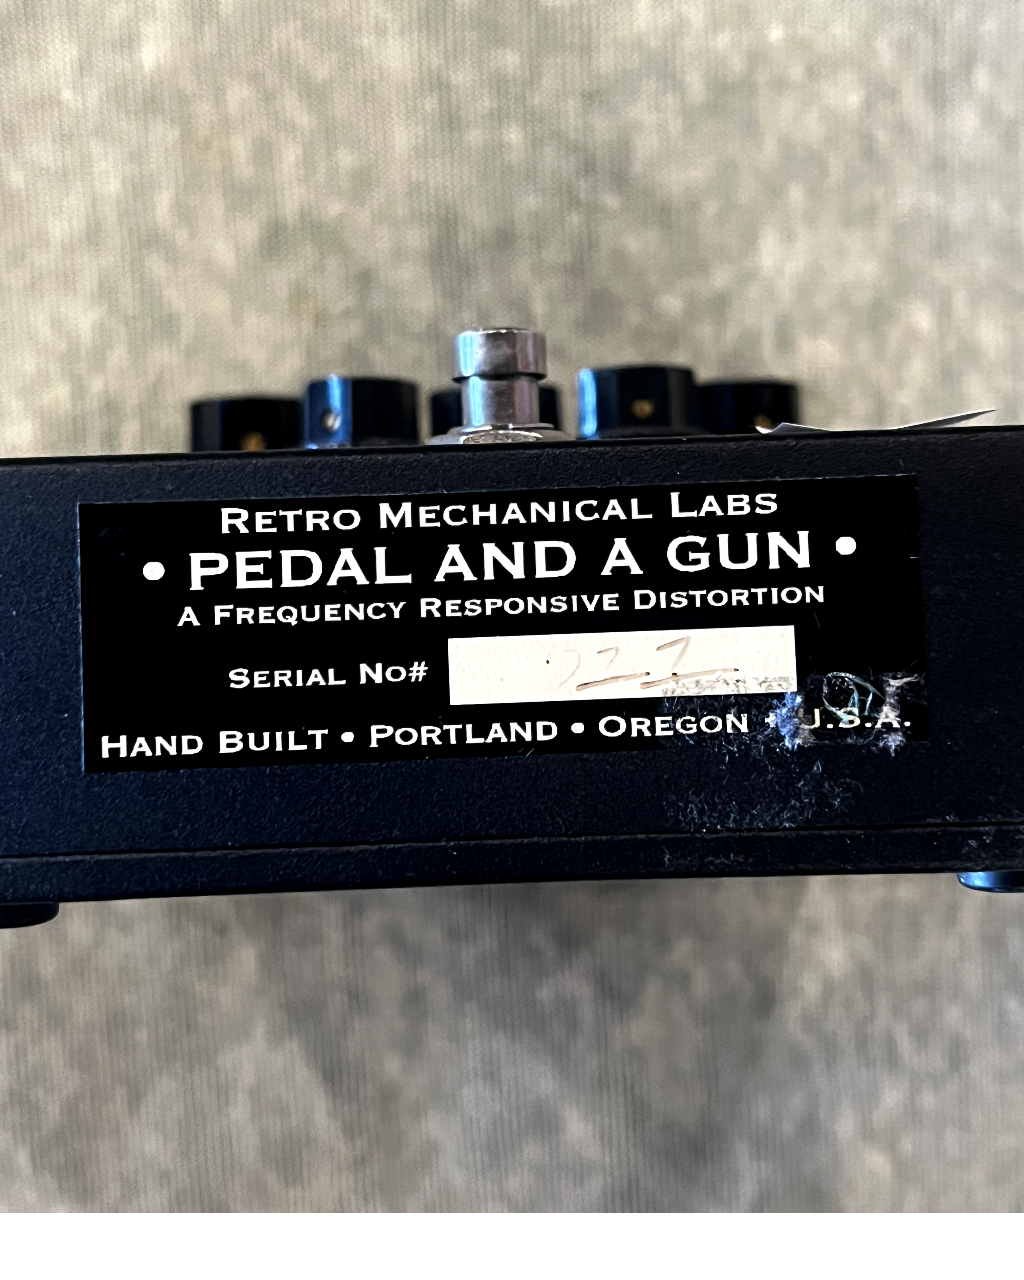 RETRO MECHANICAL LABS
• PEDAL AND A GUN •
A FREQUENCY RESPONSIVE DISTORTION
SERIAL NO#
HAND BUILT • PORTLAND • OREGON • U.S.A.